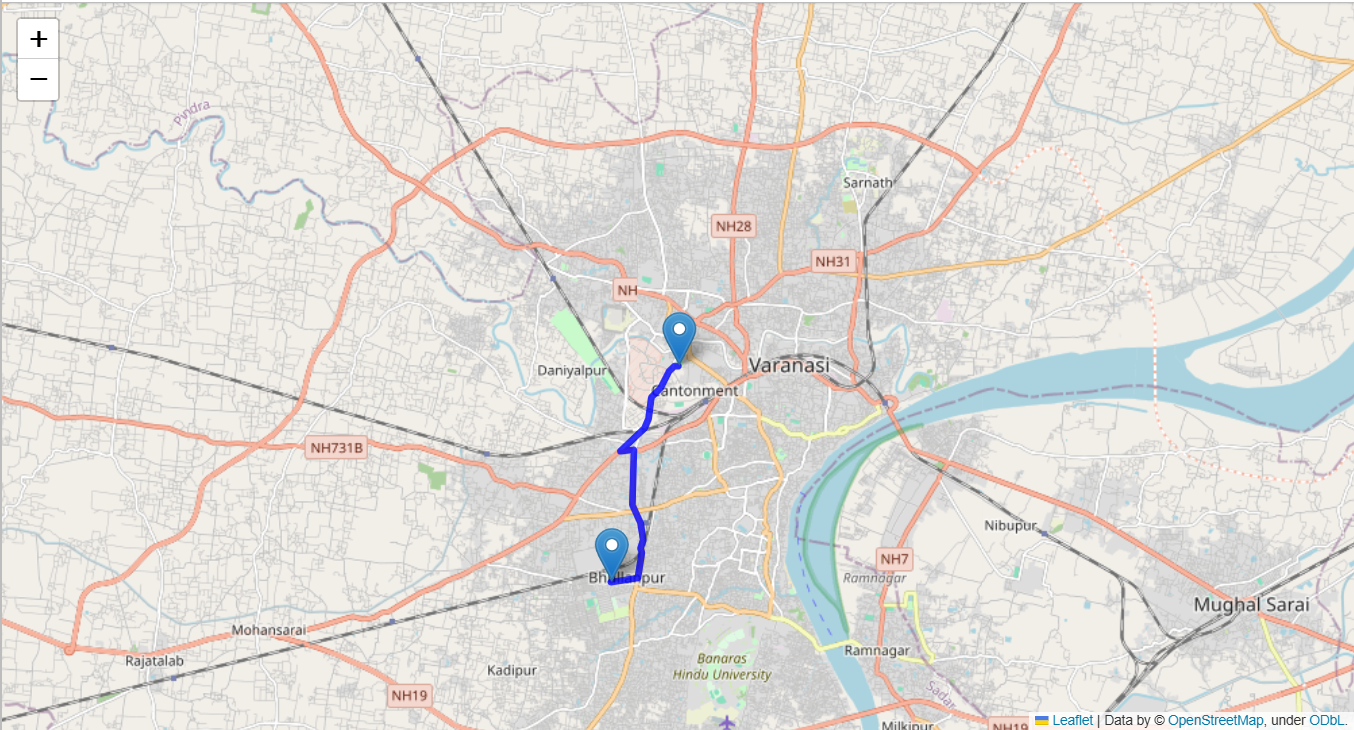 +
−
Pindra
Sarnath
NH28
NH31
NH
Varanasi
Daniyalpur
Cantonment
NH731B
Nibupur
NH7
Ramnagar
Bhullanpur
Mughal Sarai
Mohansarai
Ramnagar
Rajatalab
Banaras
Hindu University
Kadipur
Sadar
NH19
Milkipur
NH19
Leaflet | Data by © OpenStreetMap, under ODbL.